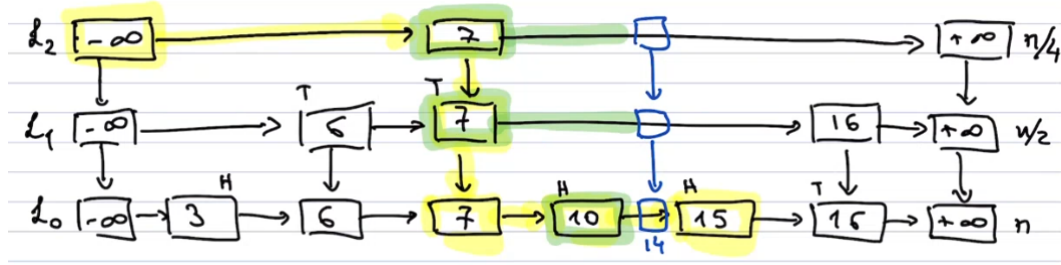 L₂ -∞ 7 +∞ n/4
T T
L₁ -∞ 6 7 16 +∞ n/2
H H H T
L₀ -∞ 3 6 7 10 15 16 +∞ n
14